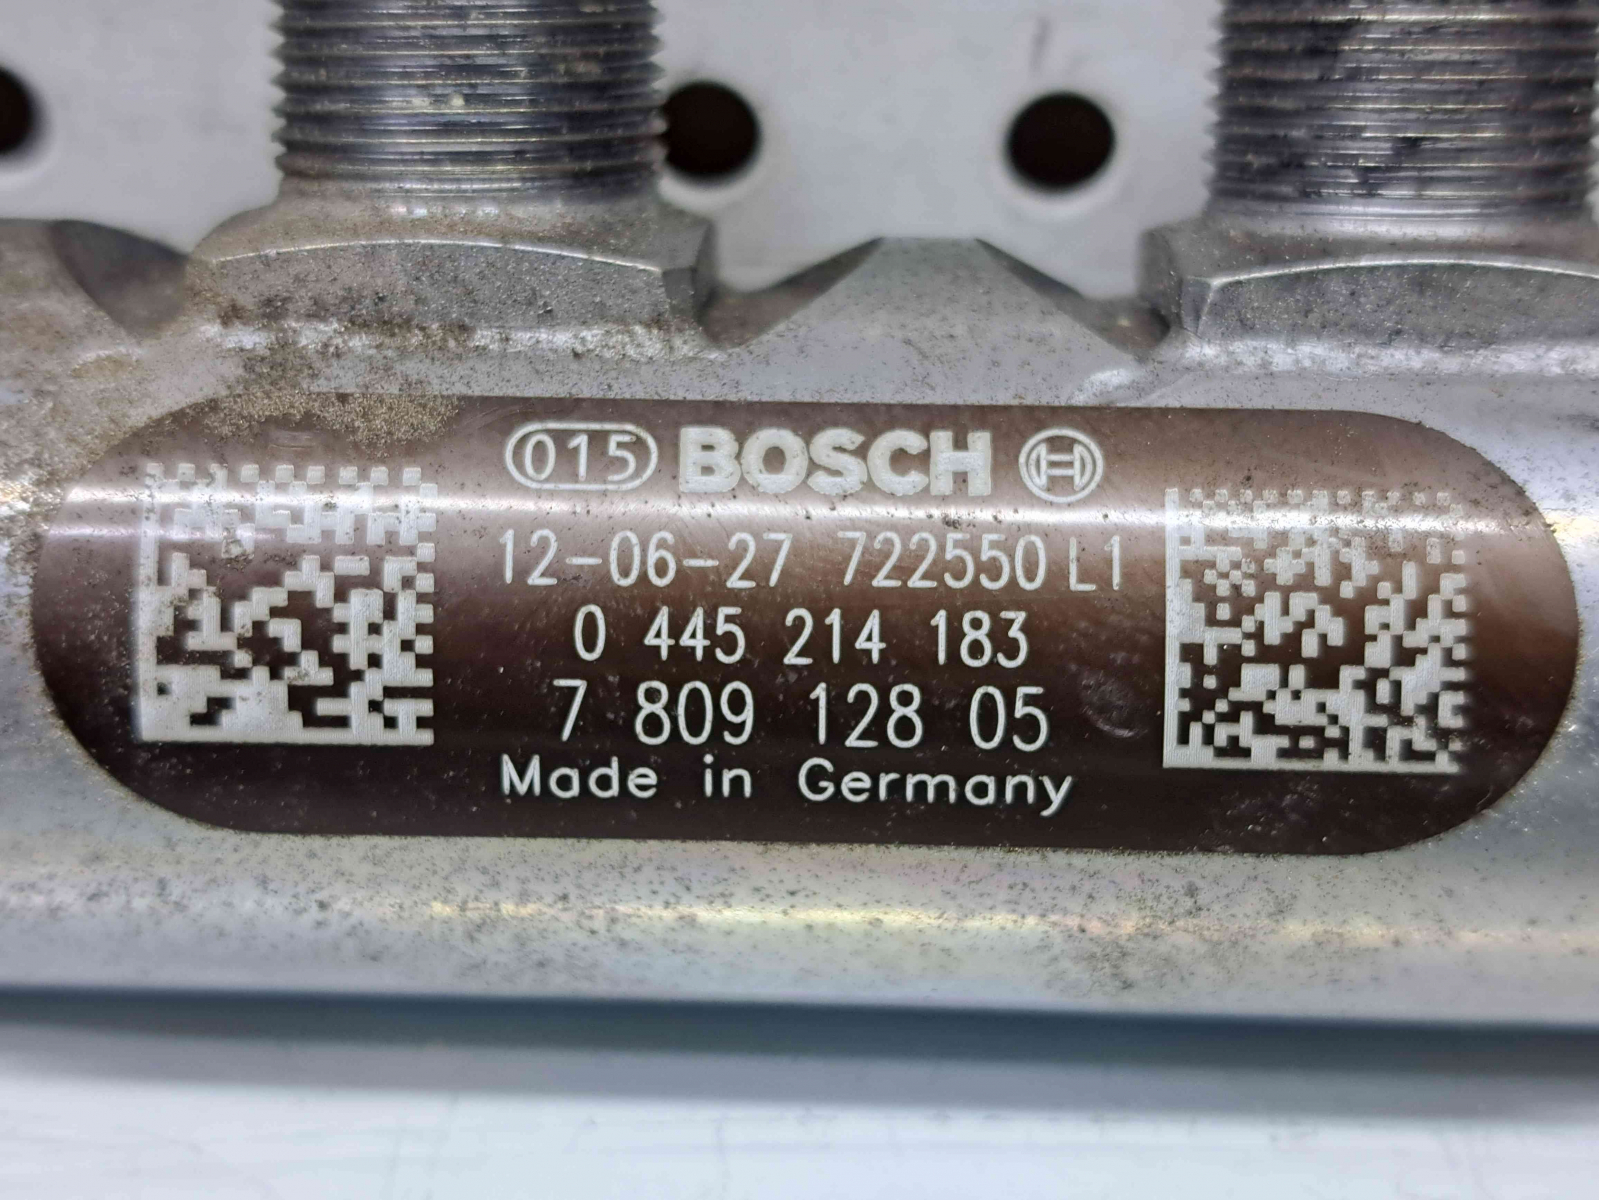 015 BOSCH
12-06-27 722550 L1
0 445 214 183
7 809 128 05
Made in Germany